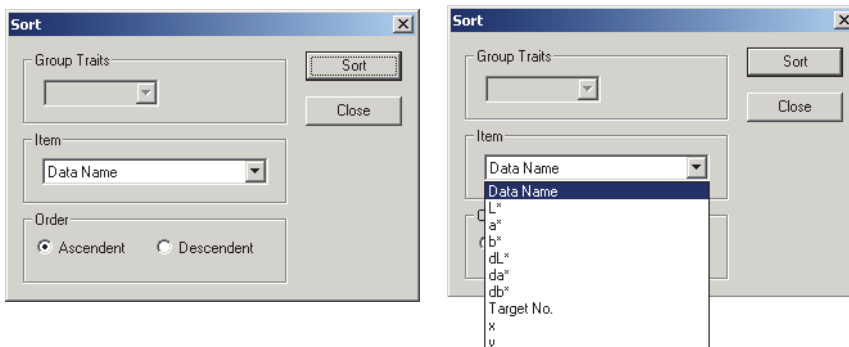 Sort
Group Traits
Sort
Close
Item
Data Name
Order
Ascendent Descendent
Sort
Group Traits
Sort
Close
Item
Data Name
Data Name
L*
a*
b*
dL*
da*
db*
Target No.
x